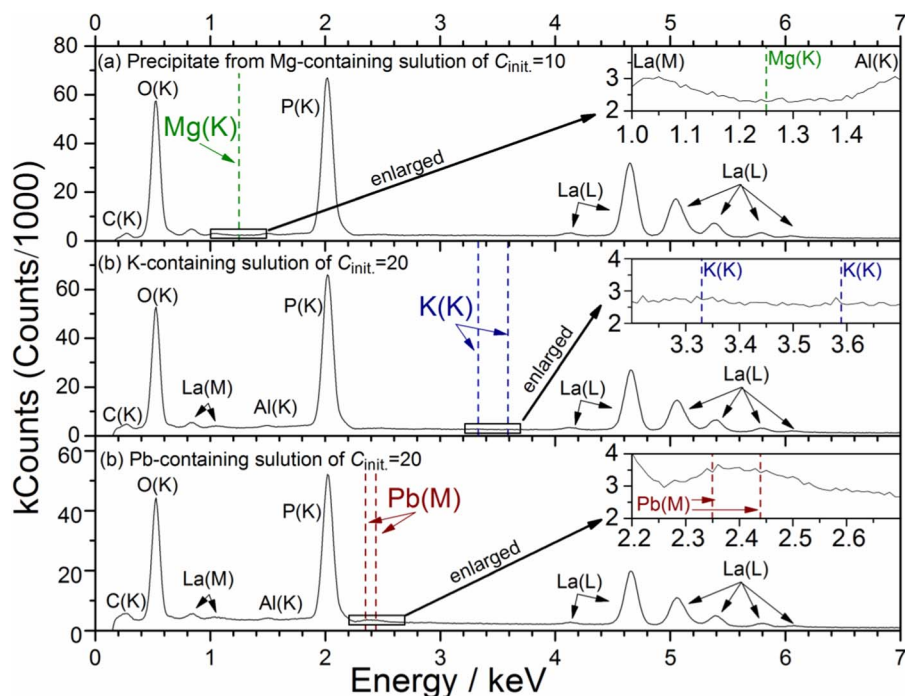 0 1 2 3 4 5 6 7
kCounts (Counts/1000)
80
60
40
20
0
(a) Precipitate from Mg-containing sulution of Cinit.=10
O(K)
Mg(K)
P(K)
C(K)
enlarged
La(L)
La(L)
La(M)
Mg(K)
Al(K)
4
3
2
1.0 1.1 1.2 1.3 1.4
60
40
20
0
(b) K-containing sulution of Cinit.=20
O(K)
P(K)
K(K)
C(K)
La(M)
Al(K)
enlarged
La(L)
La(L)
K(K)
K(K)
4
3
2
3.3 3.4 3.5 3.6
60
40
20
0
(b) Pb-containing sulution of Cinit.=20
O(K)
P(K)
Pb(M)
C(K)
La(M)
Al(K)
enlarged
La(L)
La(L)
Pb(M)
4
3
2
2.2 2.3 2.4 2.5 2.6
0 1 2 3 4 5 6 7
Energy / keV